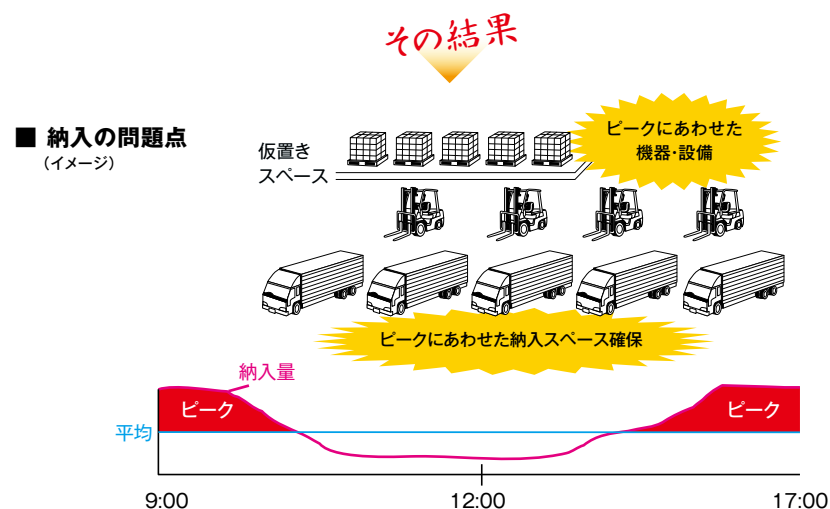 その結果
■ 納入の問題点
（イメージ）
仮置き
スペース
ピークにあわせた
機器・設備
ピークにあわせた納入スペース確保
納入量
ピーク
ピーク
平均
9:00
12:00
17:00